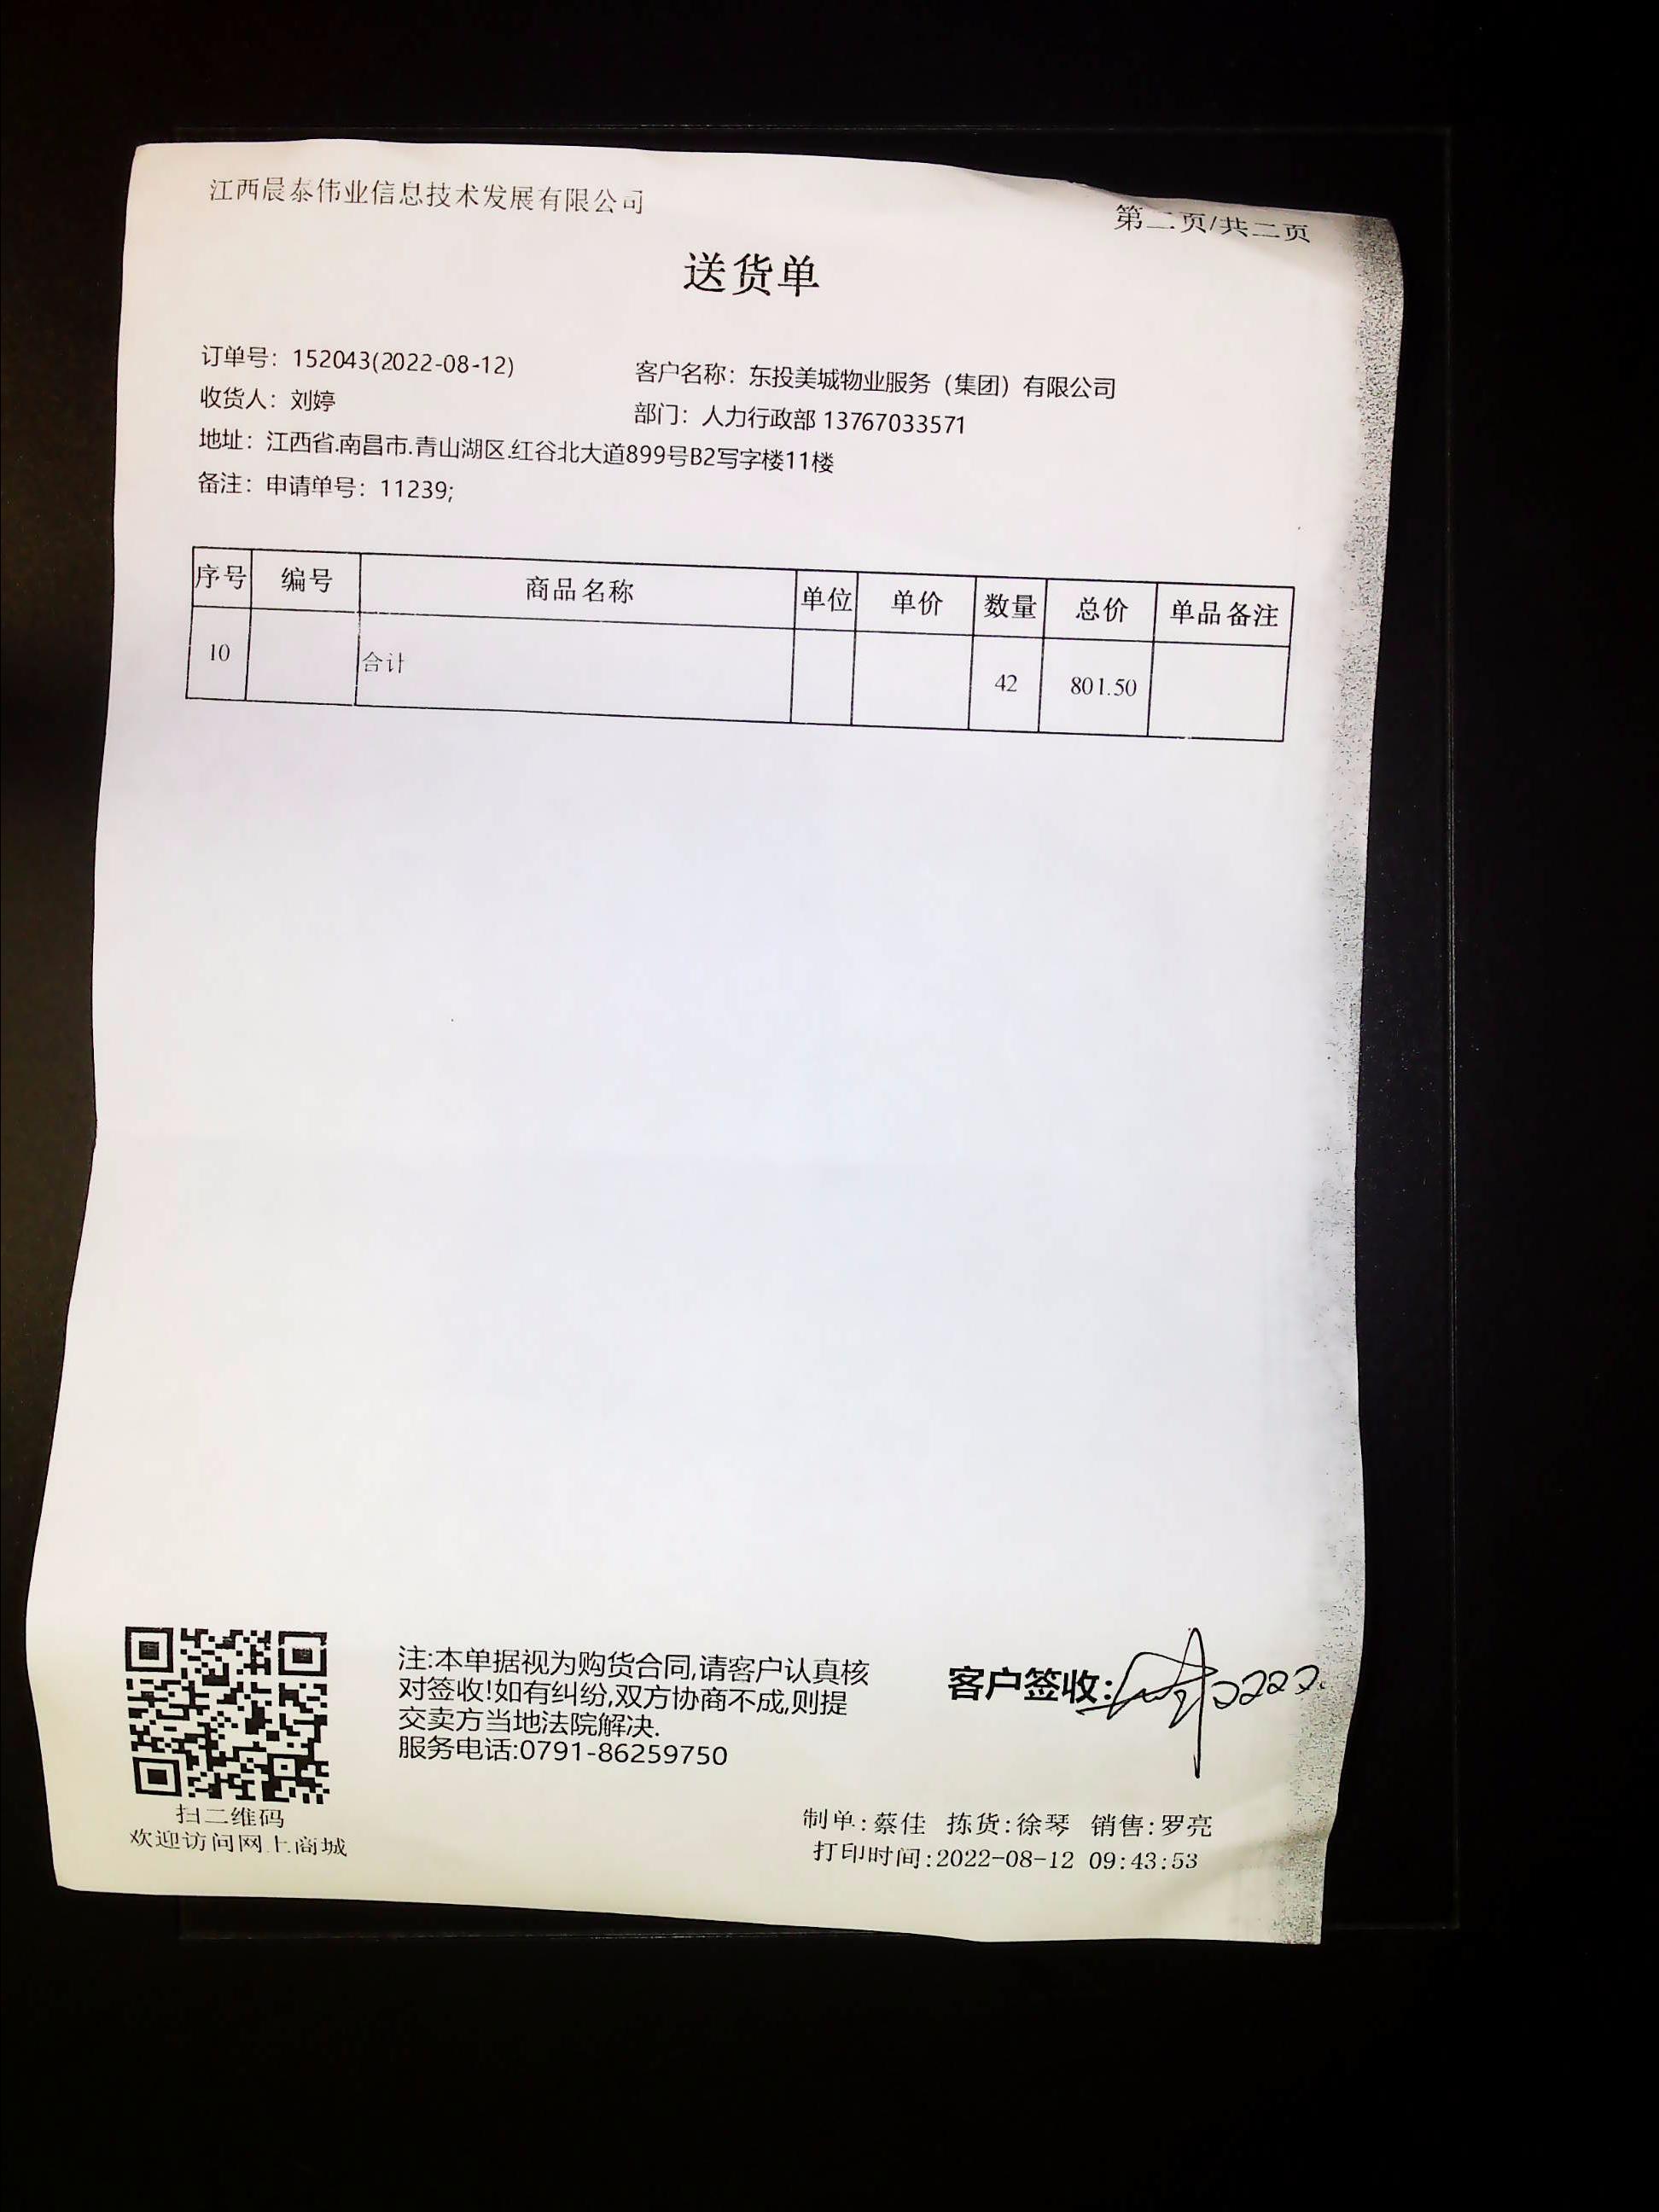 江西晨泰伟业信息技术发展有限公司
第二页/共二页
送货单
订单号：152043(2022-08-12)
客户名称：东投美城物业服务（集团）有限公司
收货人：刘婷
部门：人力行政部 13767033571
地址：江西省.南昌市.青山湖区.红谷北大道899号B2写字楼11楼
备注：申请单号：11239;
序号 编号 商品名称 单位 单价 数量 总价 单品备注
10 合计 42 801.50
注:本单据视为购货合同,请客户认真核
对签收!如有纠纷,双方协商不成,则提
交卖方当地法院解决.
服务电话:0791-86259750
客户签收:
扫二维码
欢迎访问网上商城
制单:蔡佳 拣货:徐琴 销售:罗亮
打印时间:2022-08-12 09:43:53